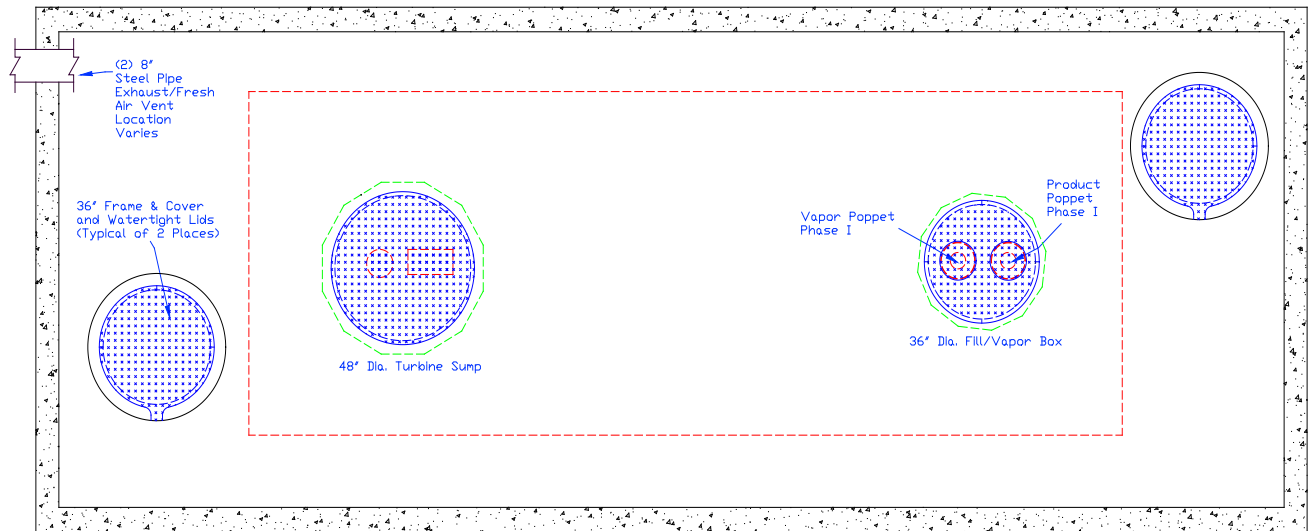 (2) 8"
Steel Pipe
Exhaust/Fresh
Air Vent
Location
Varies
36" Frame & Cover
and Watertight Lids
(Typical of 2 Places)
48" Dia. Turbine Sump
Vapor Poppet
Phase I
Product
Poppet
Phase I
36" Dia. Fill/Vapor Box